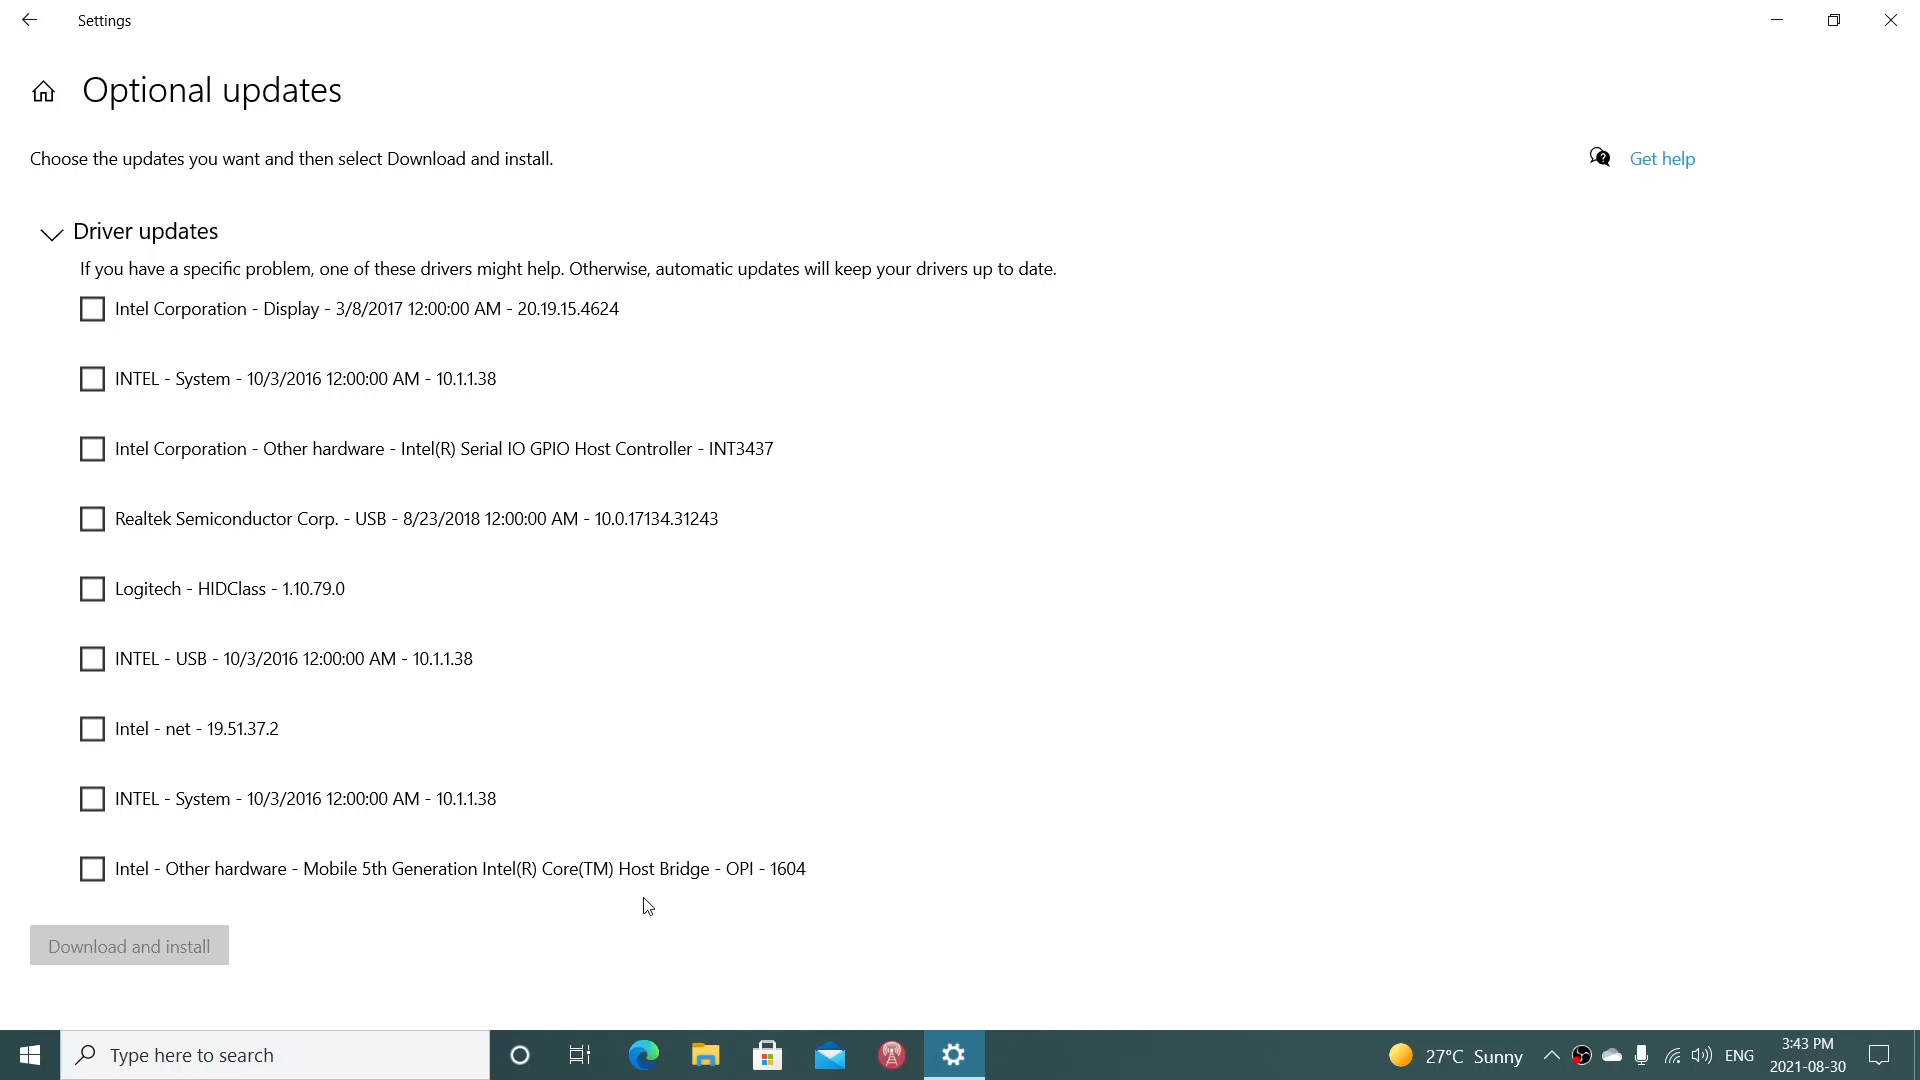 Settings
Optional updates
Choose the updates you want and then select Download and install.
Get help
Driver updates
If you have a specific problem, one of these drivers might help. Otherwise, automatic updates will keep your drivers up to date.
Intel Corporation - Display - 3/8/2017 12:00:00 AM - 20.19.15.4624
INTEL - System - 10/3/2016 12:00:00 AM - 10.1.1.38
Intel Corporation - Other hardware - Intel(R) Serial IO GPIO Host Controller - INT3437
Realtek Semiconductor Corp. - USB - 8/23/2018 12:00:00 AM - 10.0.17134.31243
Logitech - HIDClass - 1.10.79.0
INTEL - USB - 10/3/2016 12:00:00 AM - 10.1.1.38
Intel - net - 19.51.37.2
INTEL - System - 10/3/2016 12:00:00 AM - 10.1.1.38
Intel - Other hardware - Mobile 5th Generation Intel(R) Core(TM) Host Bridge - OPI - 1604
Download and install
Type here to search
27°C Sunny
ENG
3:43 PM
2021-08-30